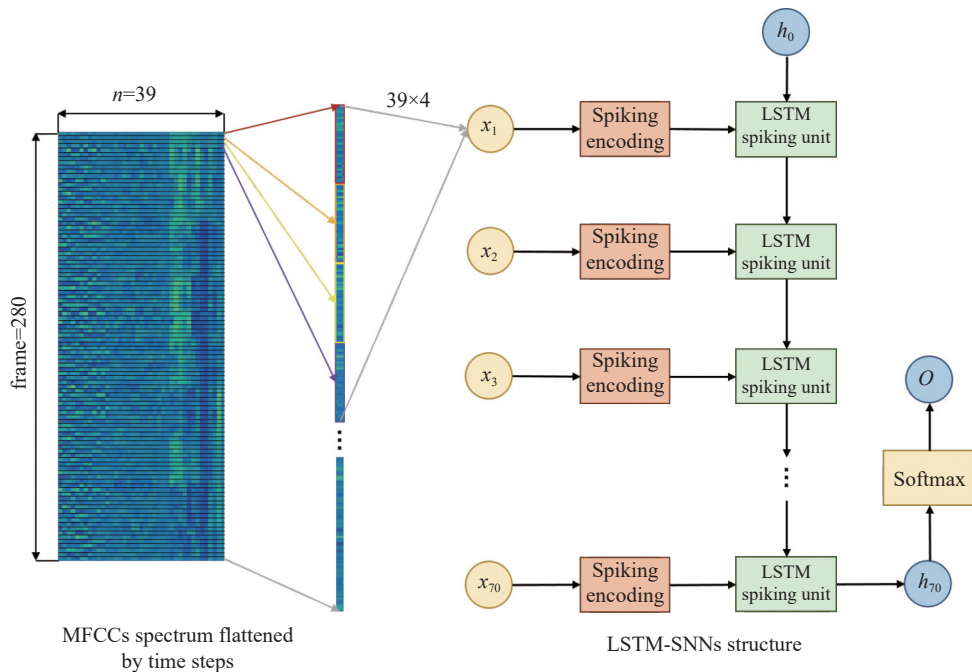 n=39
frame=280
39×4
MFCCs spectrum flattened
by time steps
h0
x1
Spiking
encoding
LSTM
spiking unit
x2
Spiking
encoding
LSTM
spiking unit
x3
Spiking
encoding
LSTM
spiking unit
O
Softmax
x70
Spiking
encoding
LSTM
spiking unit
h70
LSTM-SNNs structure